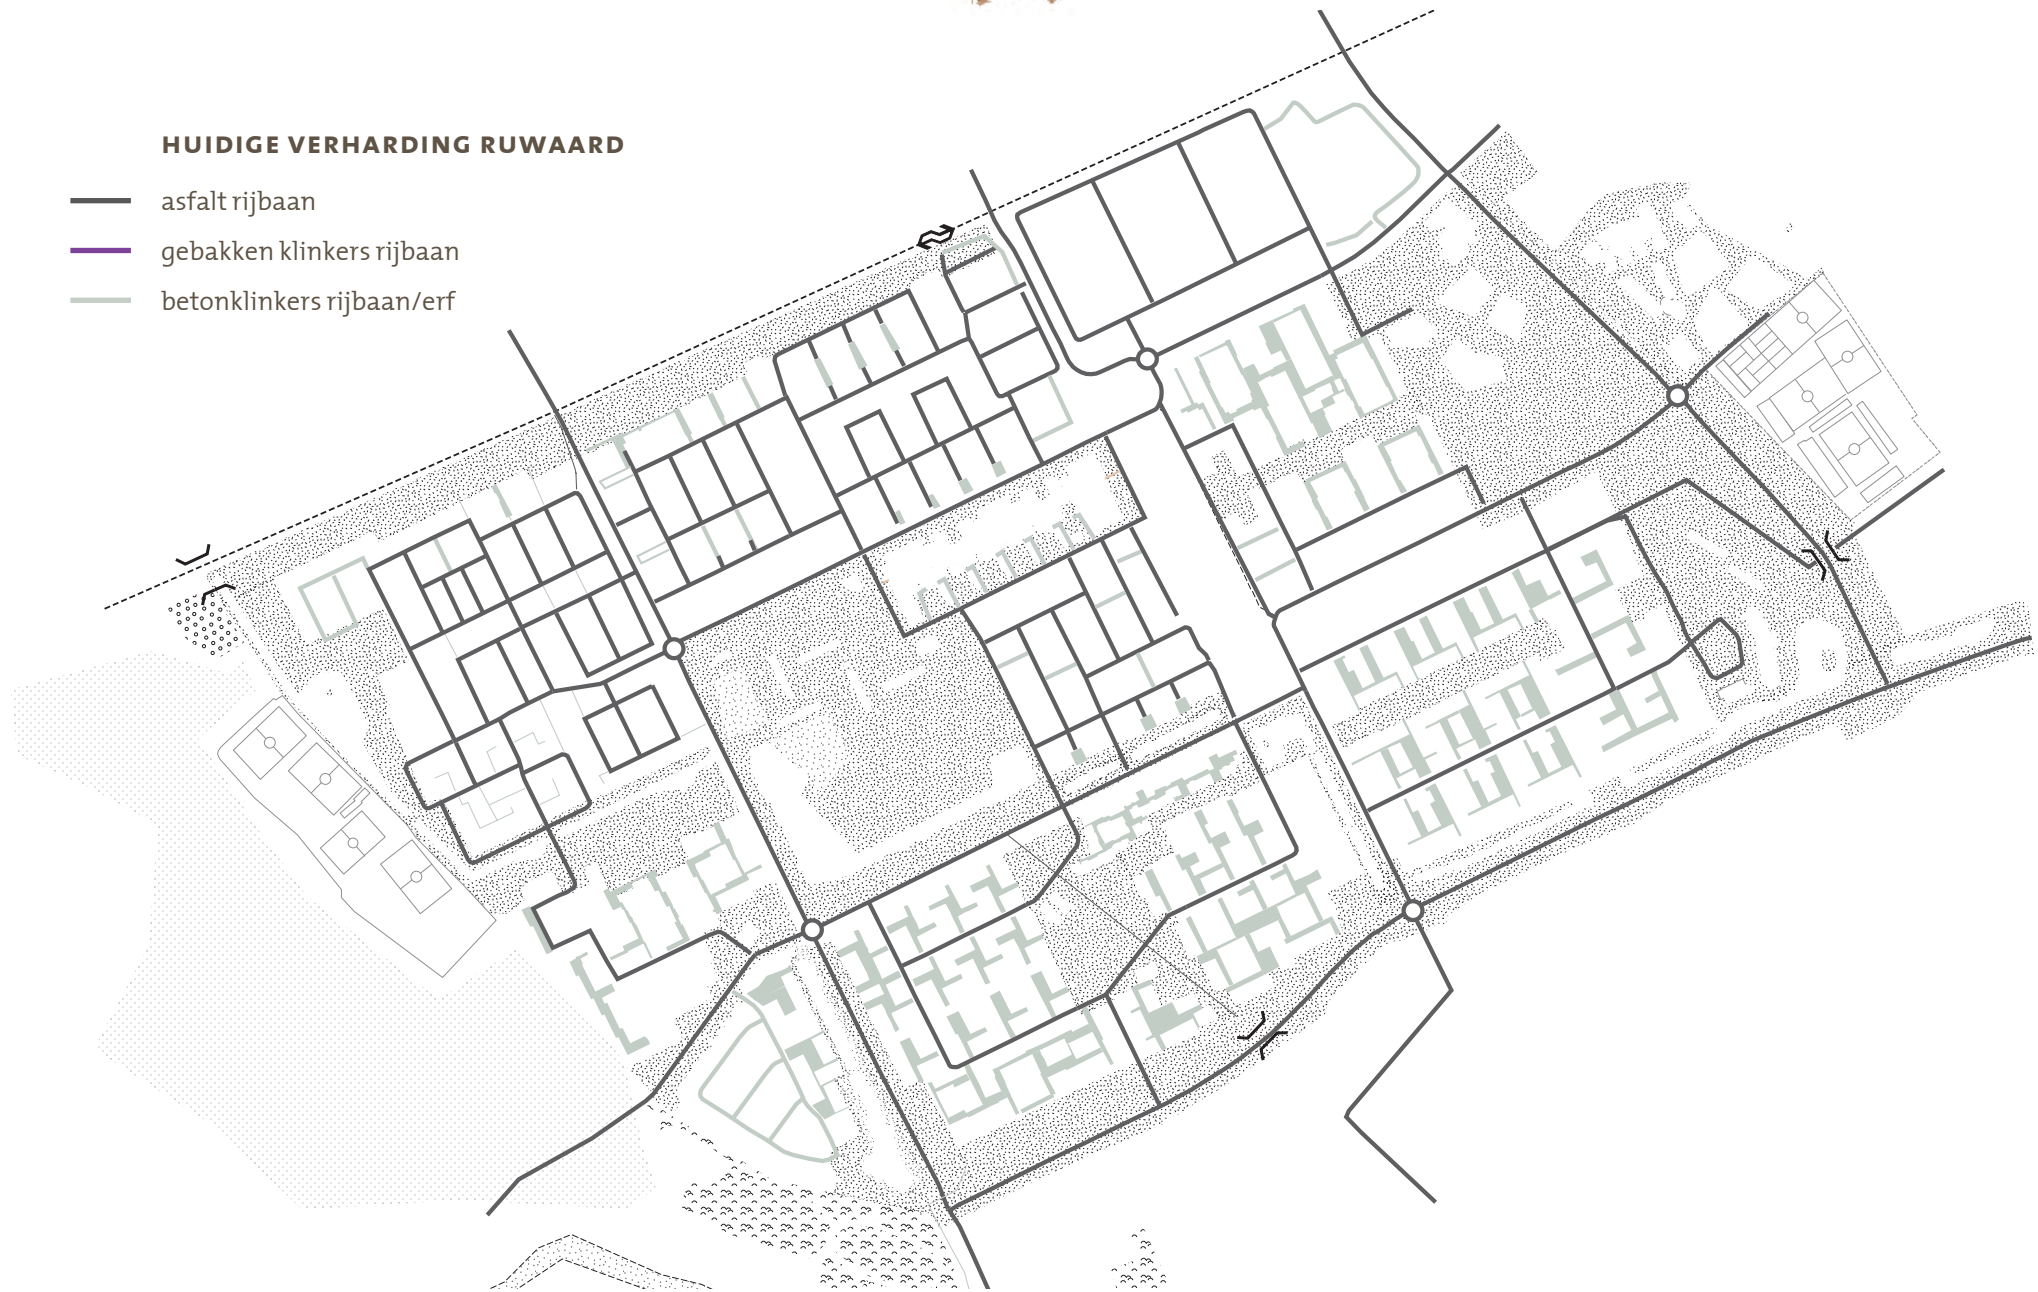 HUIDIGE VERHARDING RUWAARD
asfalt rijbaan
gebakken klinkers rijbaan
betonklinkers rijbaan/erf